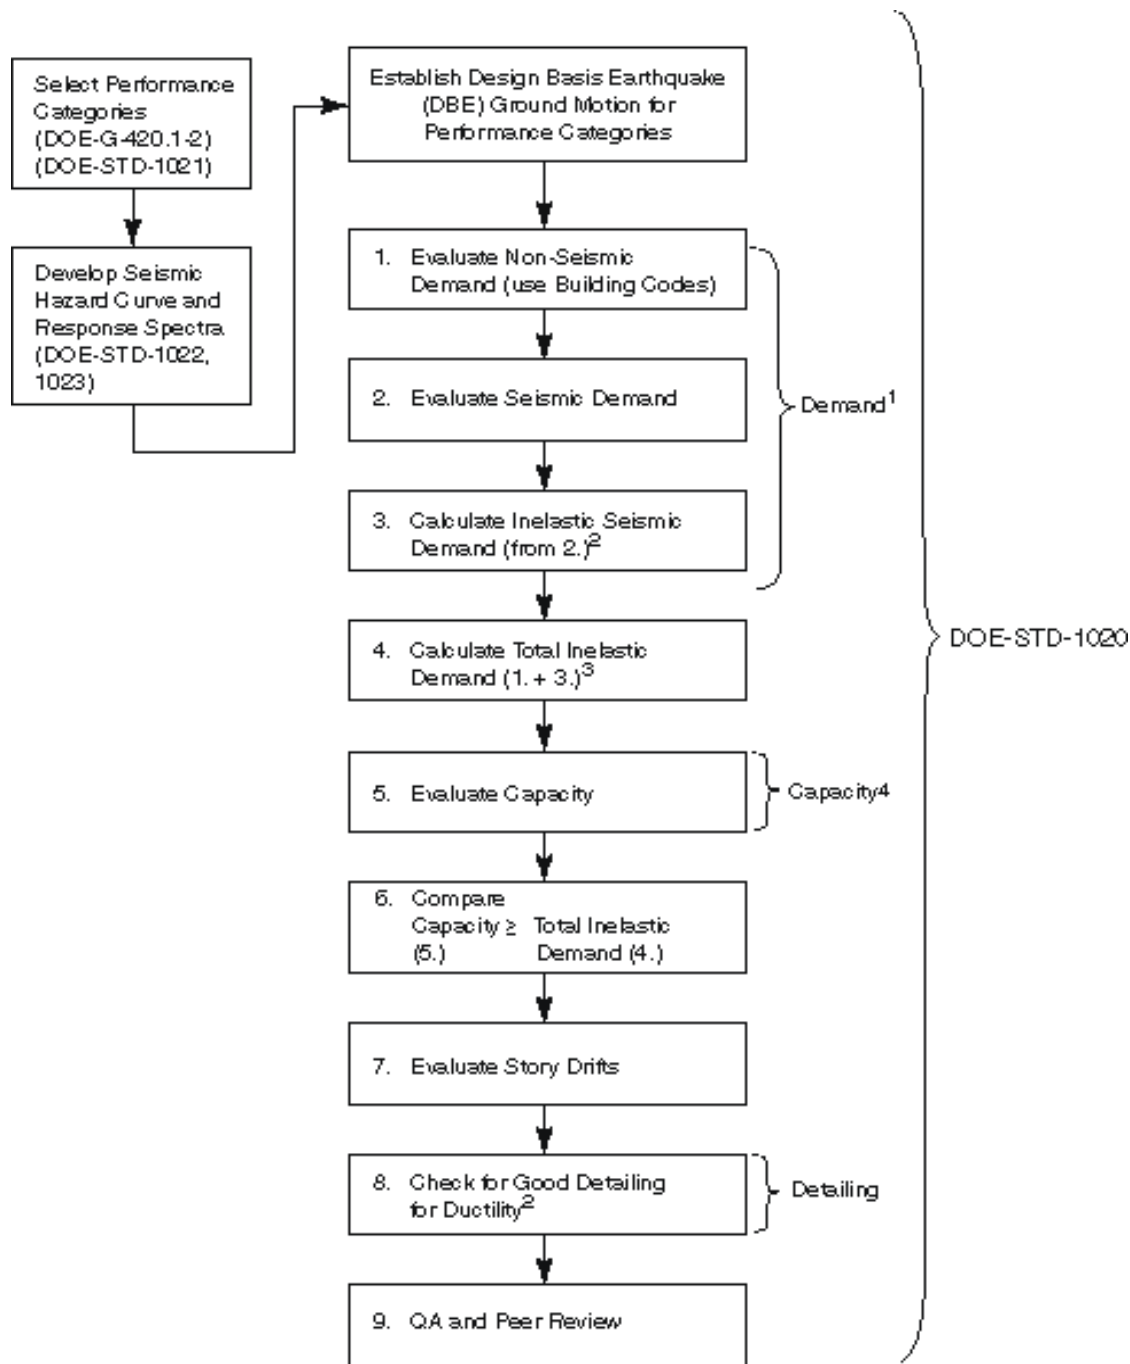 Select Performance
Categories
(DOE-G-420.1-2)
(DOE-STD-1021)
Develop Seismic
Hazard Curve and
Response Spectra
(DOE-STD-1022,
1023)
Establish Design Basis Earthquake
(DBE) Ground Motion for
Performance Categories
1. Evaluate Non-Seismic
Demand (use Building Codes)
2. Evaluate Seismic Demand
3. Calculate Inelastic Seismic
Demand (from 2.)2
Demand1
4. Calculate Total Inelastic
Demand (1. + 3.)3
5. Evaluate Capacity
Capacity4
6. Compare
Capacity ≥ Total Inelastic
(5.) Demand (4.)
7. Evaluate Story Drifts
8. Check for Good Detailing
for Ductility2
Detailing
9. QA and Peer Review
DOE-STD-1020